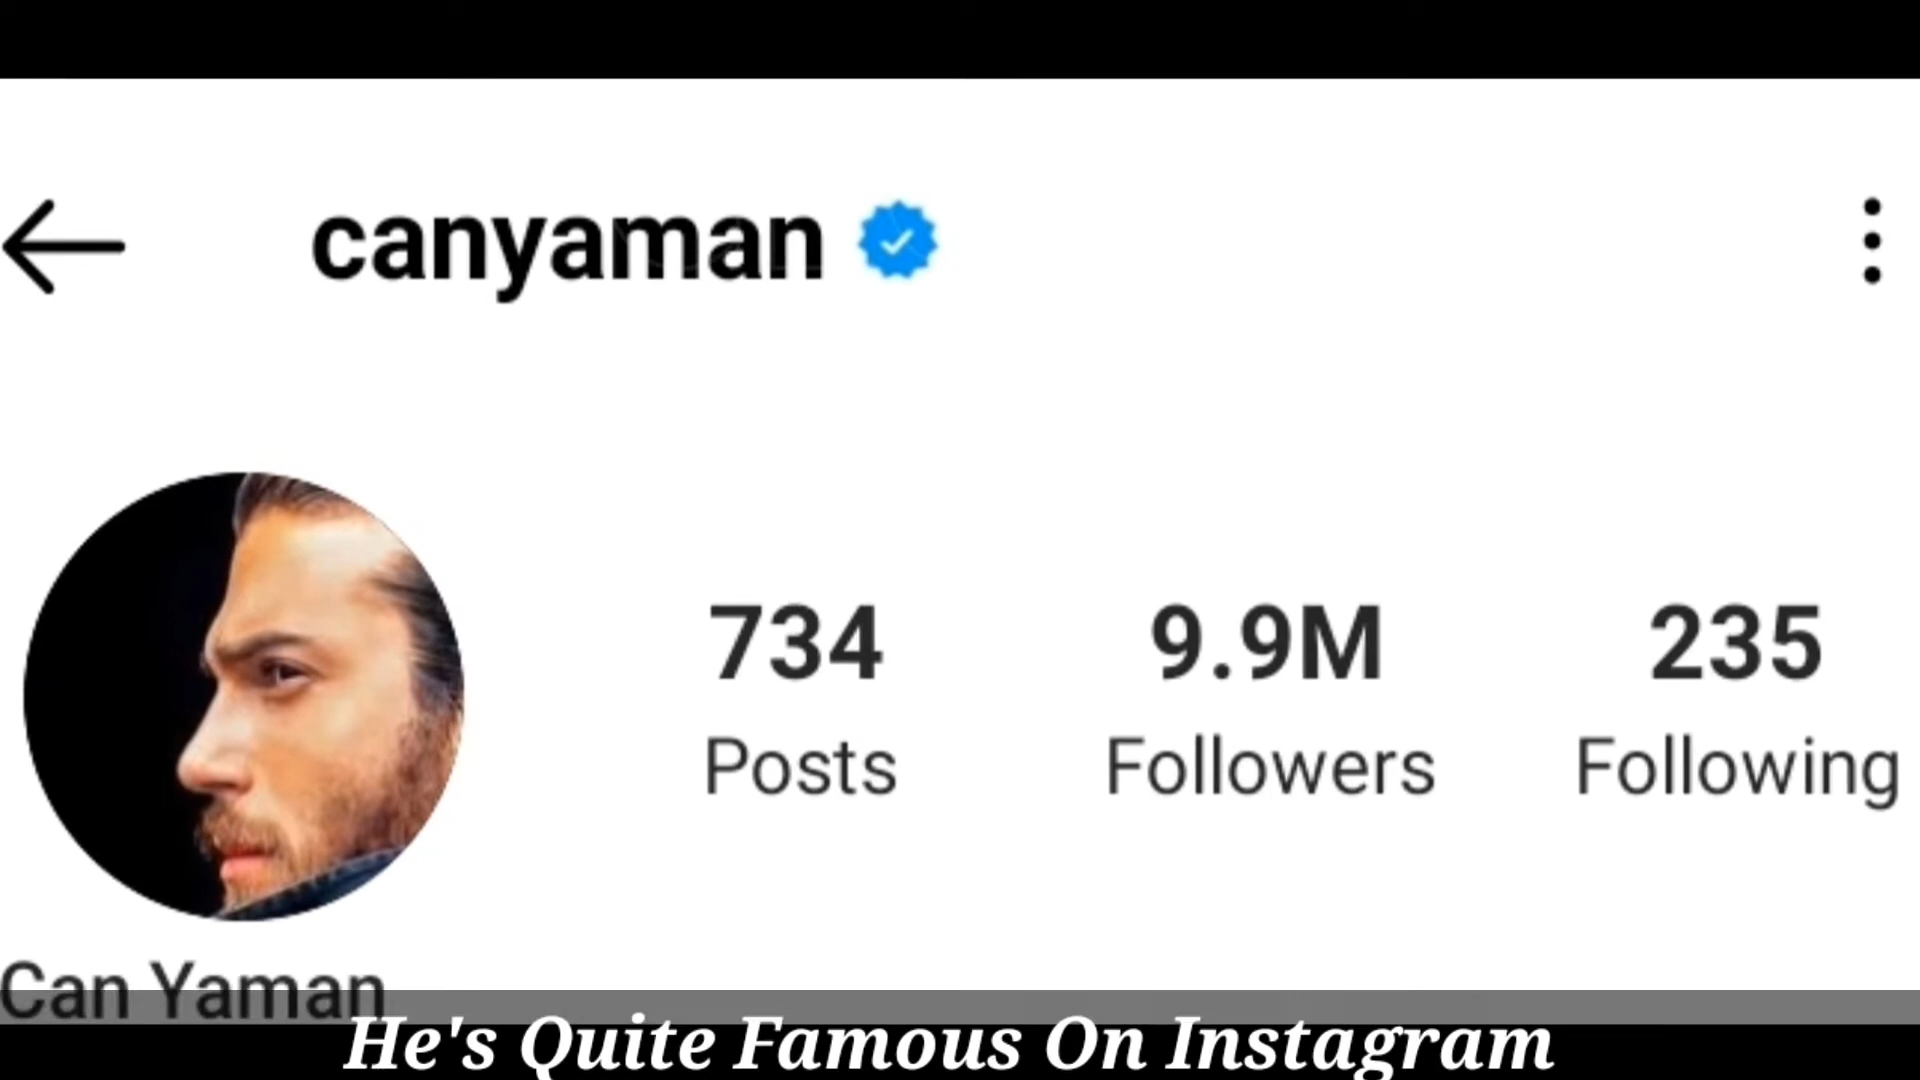 canyaman
734 9.9M 235
Posts Followers Following
Can Yaman
He's Quite Famous On Instagram